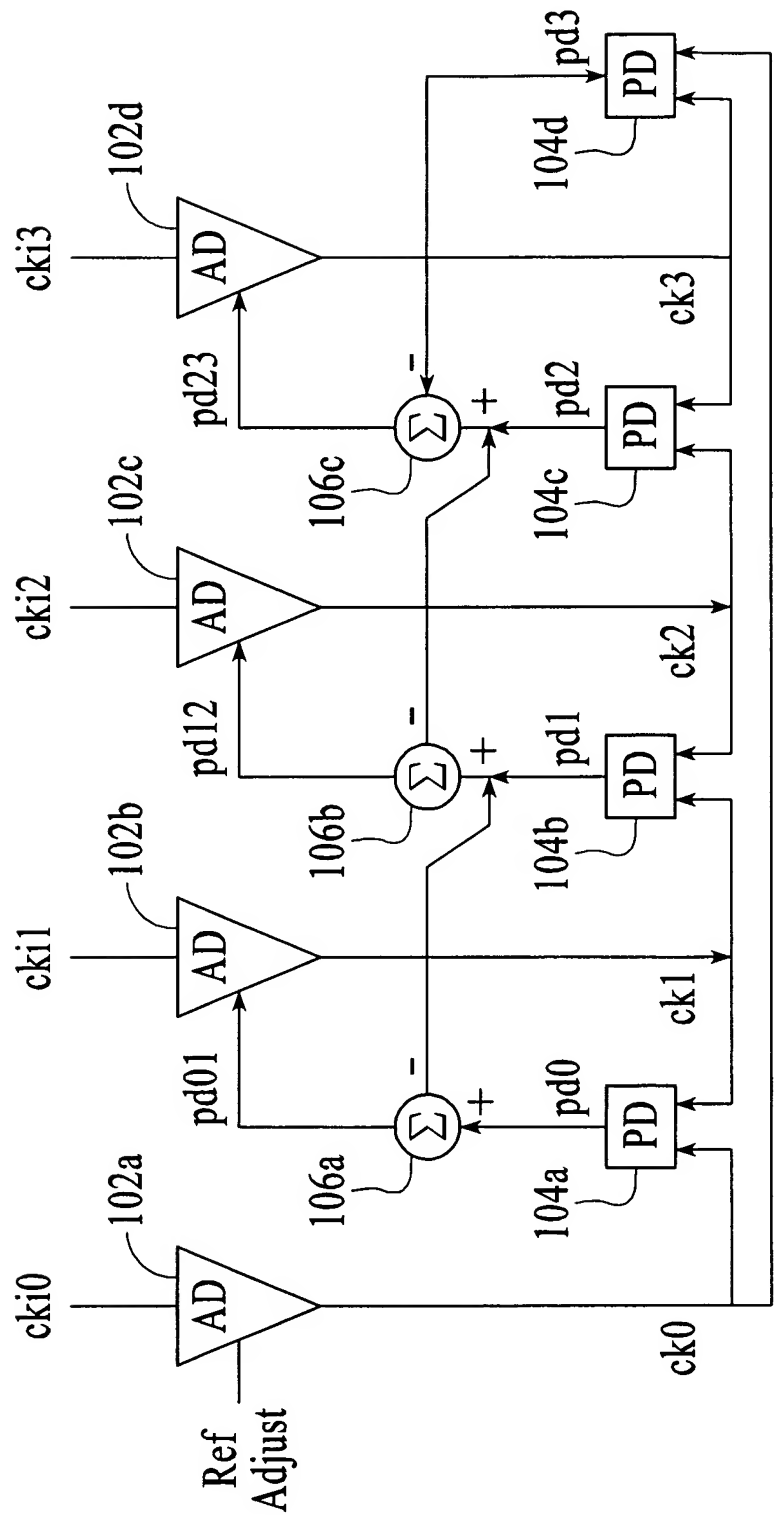 cki0
cki1
cki2
cki3
102a
102b
102c
102d
AD
AD
AD
AD
Ref
Adjust
pd01
pd12
pd23
-
-
-
Σ
Σ
Σ
+
+
+
106a
106b
106c
pd0
pd1
pd2
pd3
PD
PD
PD
PD
104a
104b
104c
104d
ck0
ck1
ck2
ck3